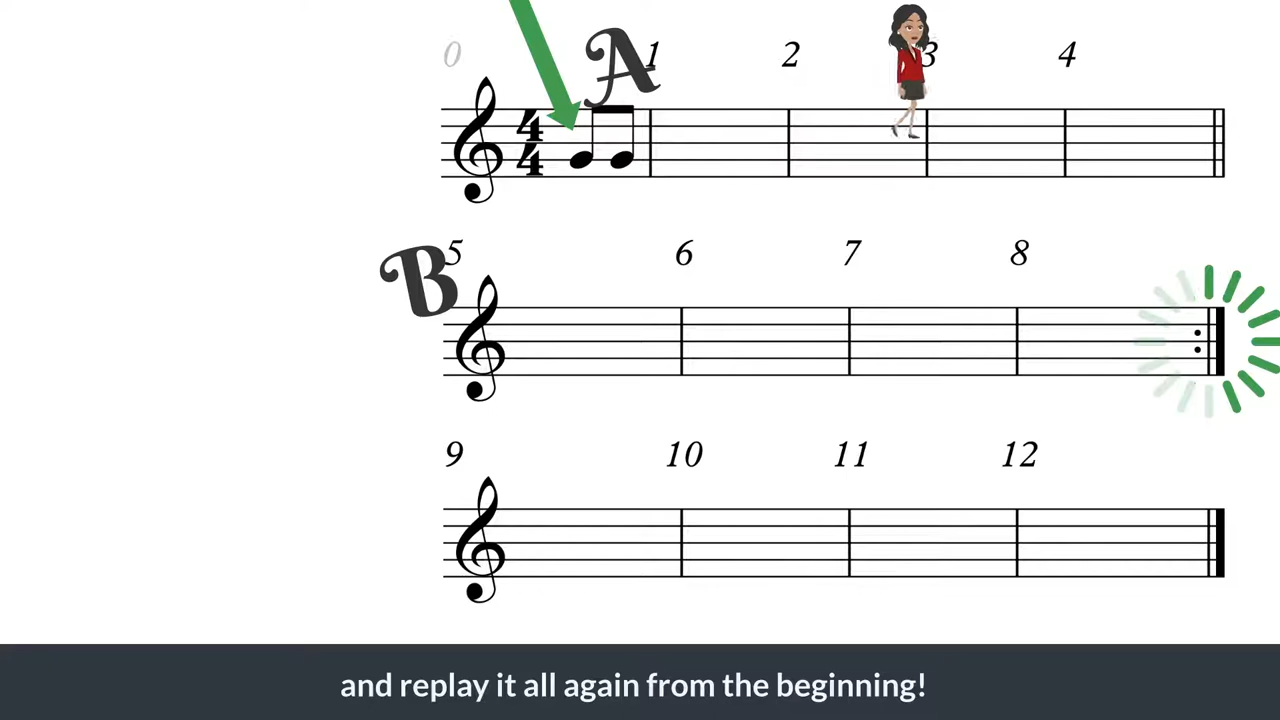 0 A 1 2 3 4
4
4
B 5 6 7 8
9 10 11 12
and replay it all again from the beginning!